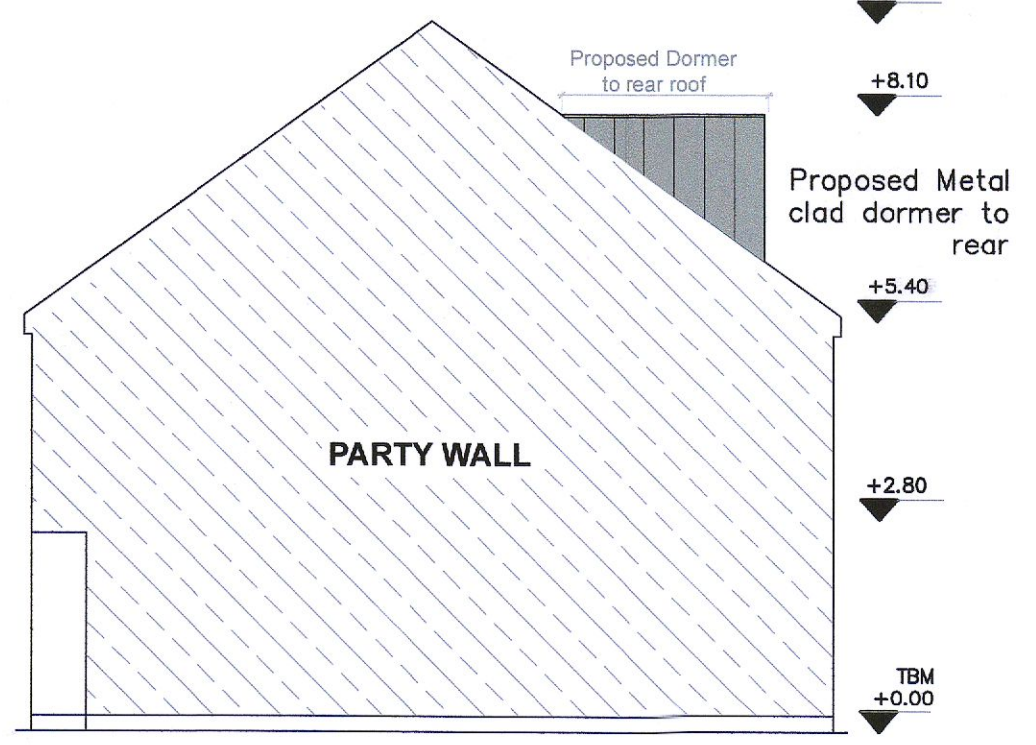 Proposed Dormer
to rear roof
+8.10
Proposed Metal
clad dormer to
rear
+5.40
PARTY WALL
+2.80
TBM
+0.00